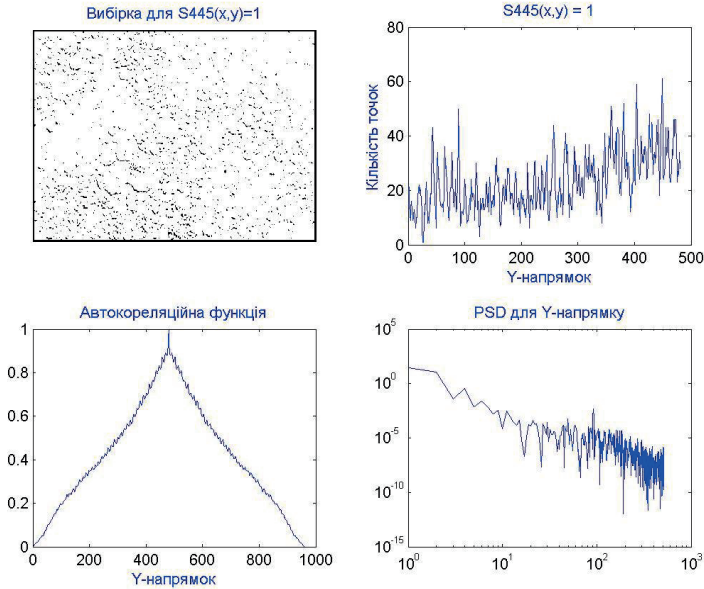 Вибірка для S445(x,y)=1
S445(x,y) = 1
80
60
40
20
0
Кількість точок
0 100 200 300 400 500
Y-напрямок
Автокореляційна функція
1
0.8
0.6
0.4
0.2
0
0 200 400 600 800 1000
Y-напрямок
PSD для Y-напрямку
10^5
10^0
10^-5
10^-10
10^-15
10^0 10^1 10^2 10^3